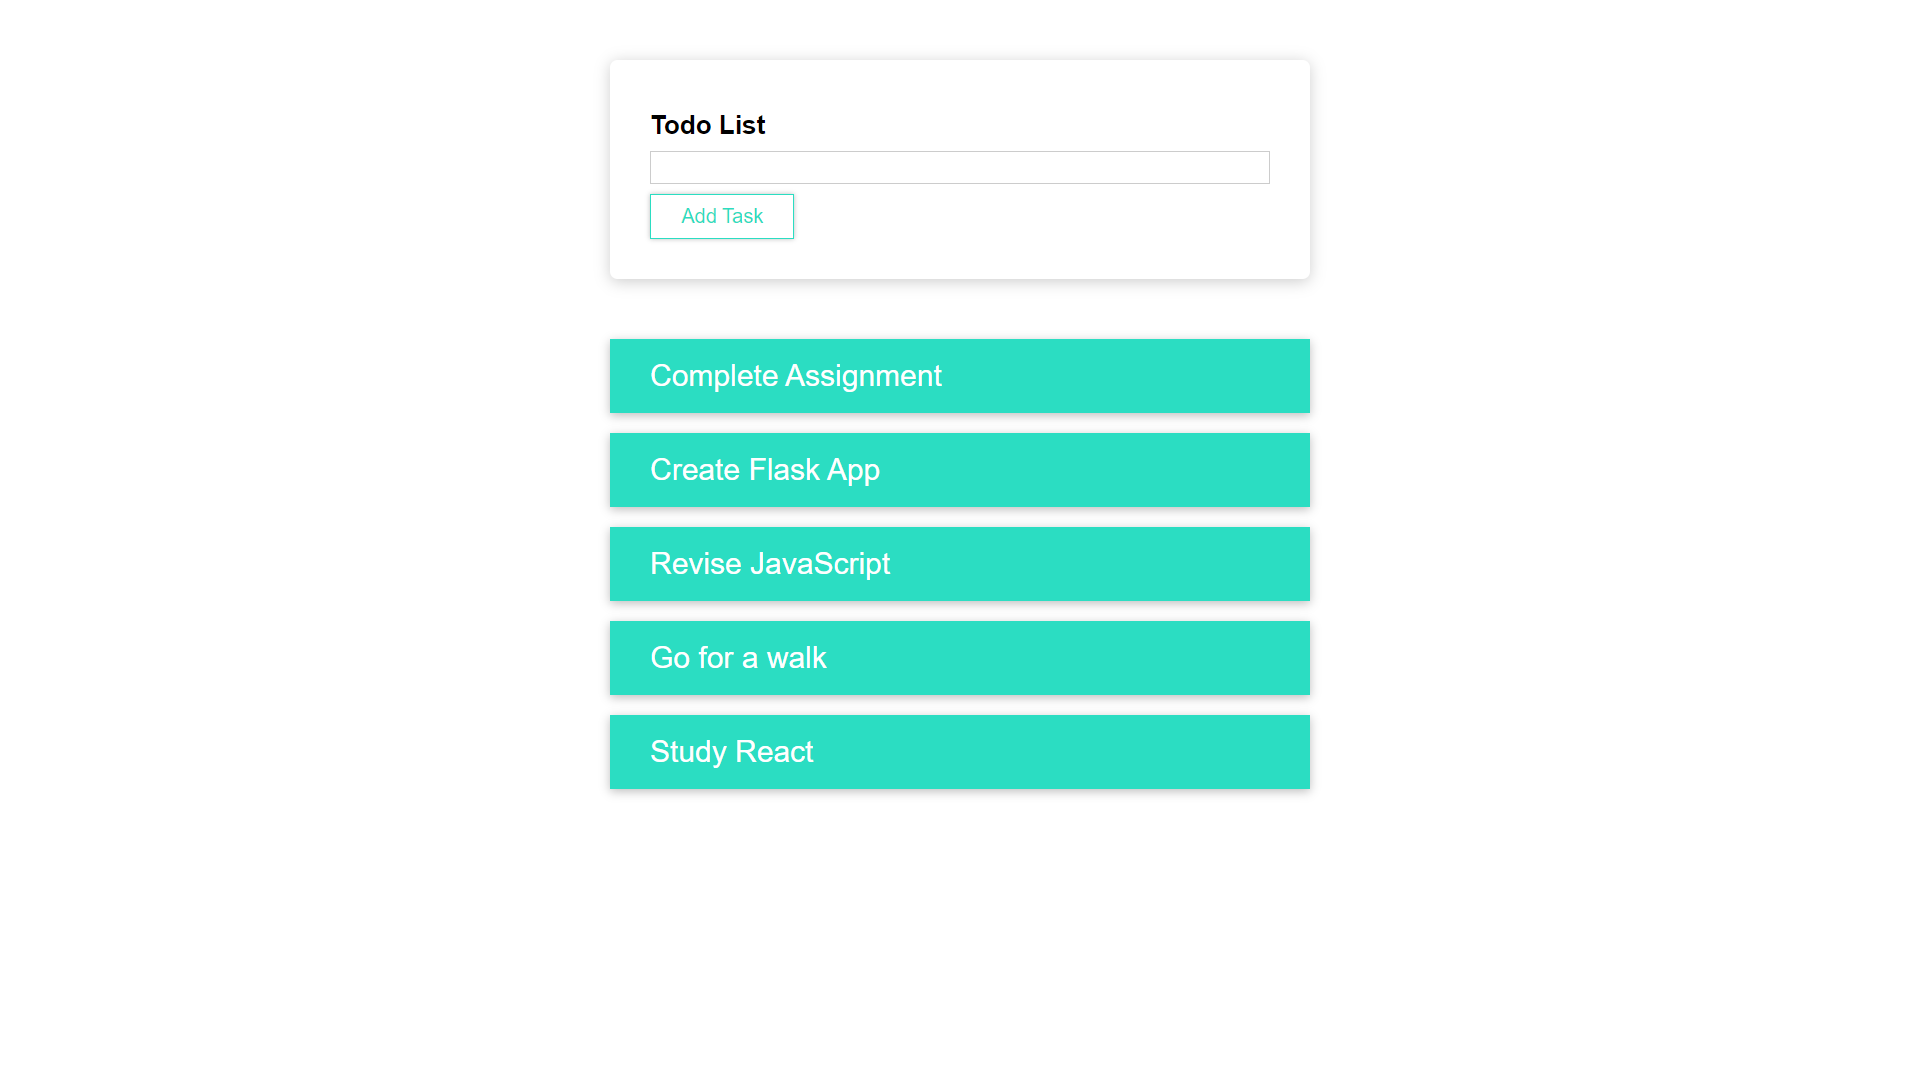 Todo List
Add Task
Complete Assignment
Create Flask App
Revise JavaScript
Go for a walk
Study React